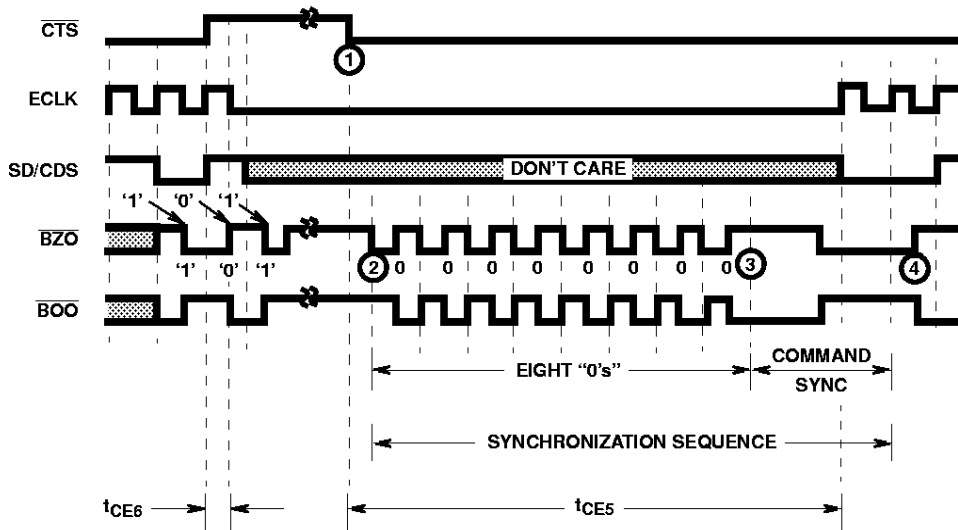 CTS
1
ECLK
SD/CDS
DON'T CARE
'1' '0' '1'
BZO
'1' '0' '1' 2 0 0 0 0 0 0 0 0 3 4
BOO
EIGHT "0's"
COMMAND
SYNC
SYNCHRONIZATION SEQUENCE
tCE6 tCE5